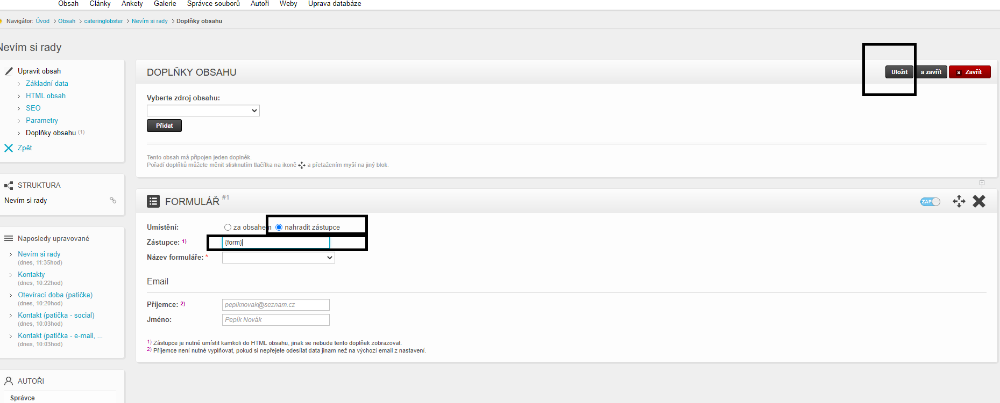 Obsah Články Ankety Galerie Správce souborů Autoři Weby Uprava databáze
Navigátor: Úvod > Obsah > cateringlobster > Nevím si rady > Doplňky obsahu
Nevím si rady
Upravit obsah
Základní data
HTML obsah
SEO
Parametry
Doplňky obsahu (1)
Zpět
STRUKTURA
Nevím si rady
Naposledy upravované
Nevím si rady
(dnes, 11:35hod)
Kontakty
(dnes, 10:22hod)
Otevírací doba (patička)
(dnes, 10:20hod)
Kontakt (patička - social)
(dnes, 10:03hod)
Kontakt (patička - e-mail, ...
(dnes, 10:03hod)
AUTOŘI
Správce
DOPLŇKY OBSAHU
Uložit a zavřít Zavřít
Vyberte zdroj obsahu:
Přidat
Tento obsah má připojen jeden doplněk.
Pořadí doplňků můžete měnit stisknutím tlačítka na ikoně a přetažením myší na jiný blok.
FORMULÁŘ #1
ZAP
Umístění: za obsahem nahradit zástupce
Zástupce: 1) {form}
Název formuláře: *
Email
Příjemce: 2) pepiknovak@seznam.cz
Jméno: Pepík Novák
1) Zástupce je nutné umístit kamkoli do HTML obsahu, jinak se nebude tento doplňek zobrazovat.
2) Příjemce není nutné vyplňovat, pokud si nepřejete odesílat data jinam než na výchozí email z nastavení.